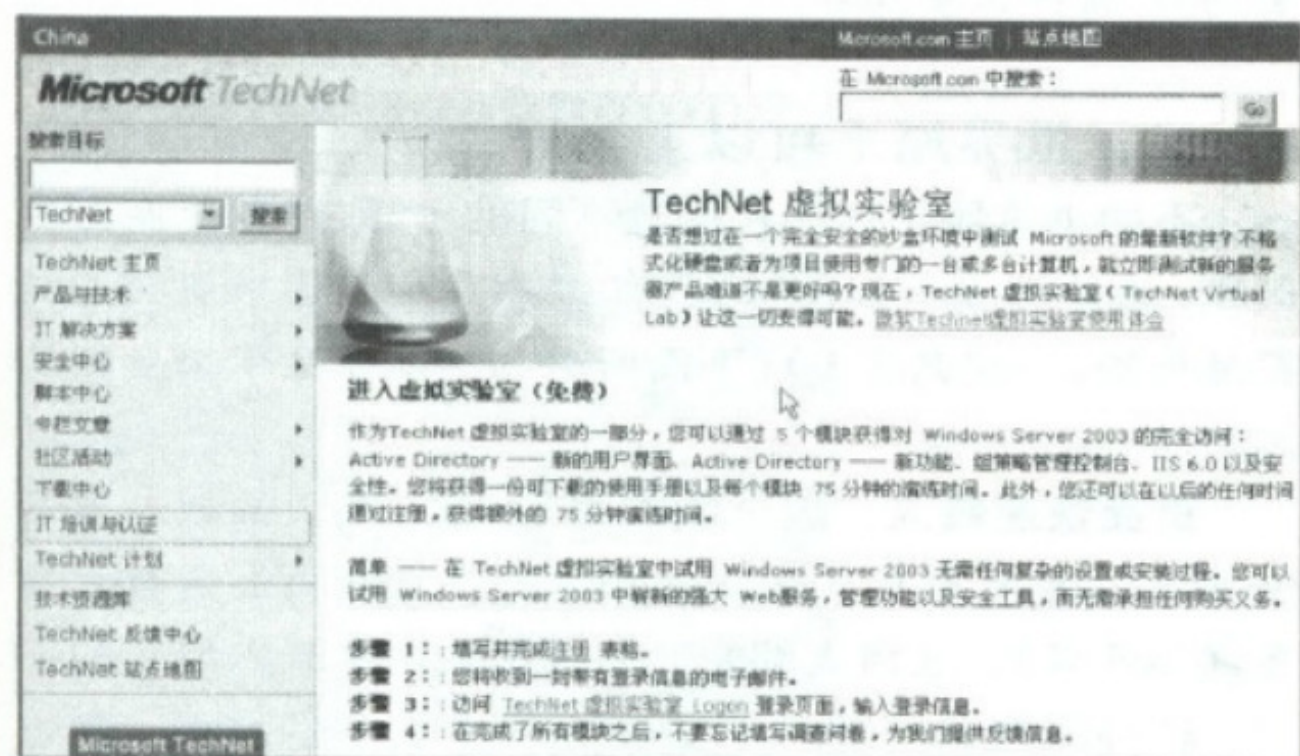 China
Microsoft.com 主页 | 站点地图
Microsoft TechNet
在 Microsoft.com 中搜索：
Go
搜索目标
TechNet
搜索
TechNet 主页
产品与技术
IT 解决方案
安全中心
脚本中心
专栏文章
社区活动
下载中心
IT 培训与认证
TechNet 计划
技术资源库
TechNet 反馈中心
TechNet 站点地图
Microsoft TechNet
TechNet 虚拟实验室
是否想过在一个完全安全的沙盒环境中测试 Microsoft 的最新软件？不格
式化硬盘或者为项目使用专门的一台或多台计算机，就立即测试新的服务
器产品难道不是更好吗？现在，TechNet 虚拟实验室（TechNet Virtual
Lab）让这一切变得可能。微软Technet虚拟实验室使用体会
进入虚拟实验室（免费）
作为TechNet 虚拟实验室的一部分，您可以通过 5 个模块获得对 Windows Server 2003 的完全访问：
Active Directory —— 新的用户界面、Active Directory —— 新功能、组策略管理控制台、IIS 6.0 以及安
全性。您将获得一份可下载的使用手册以及每个模块 75 分钟的演练时间。此外，您还可以在以后的任何时间
通过注册，获得额外的 75 分钟演练时间。
简单 —— 在 TechNet 虚拟实验室中试用 Windows Server 2003 无需任何复杂的设置或安装过程。您可以
试用 Windows Server 2003 中崭新的强大 Web服务，管理功能以及安全工具，而无需承担任何购买义务。
步骤 1：: 填写并完成注册 表格。
步骤 2：: 您将收到一封带有登录信息的电子邮件。
步骤 3：: 访问 TechNet 虚拟实验室 Logon 登录页面，输入登录信息。
步骤 4：: 在完成了所有模块之后，不要忘记填写调查问卷，为我们提供反馈信息。